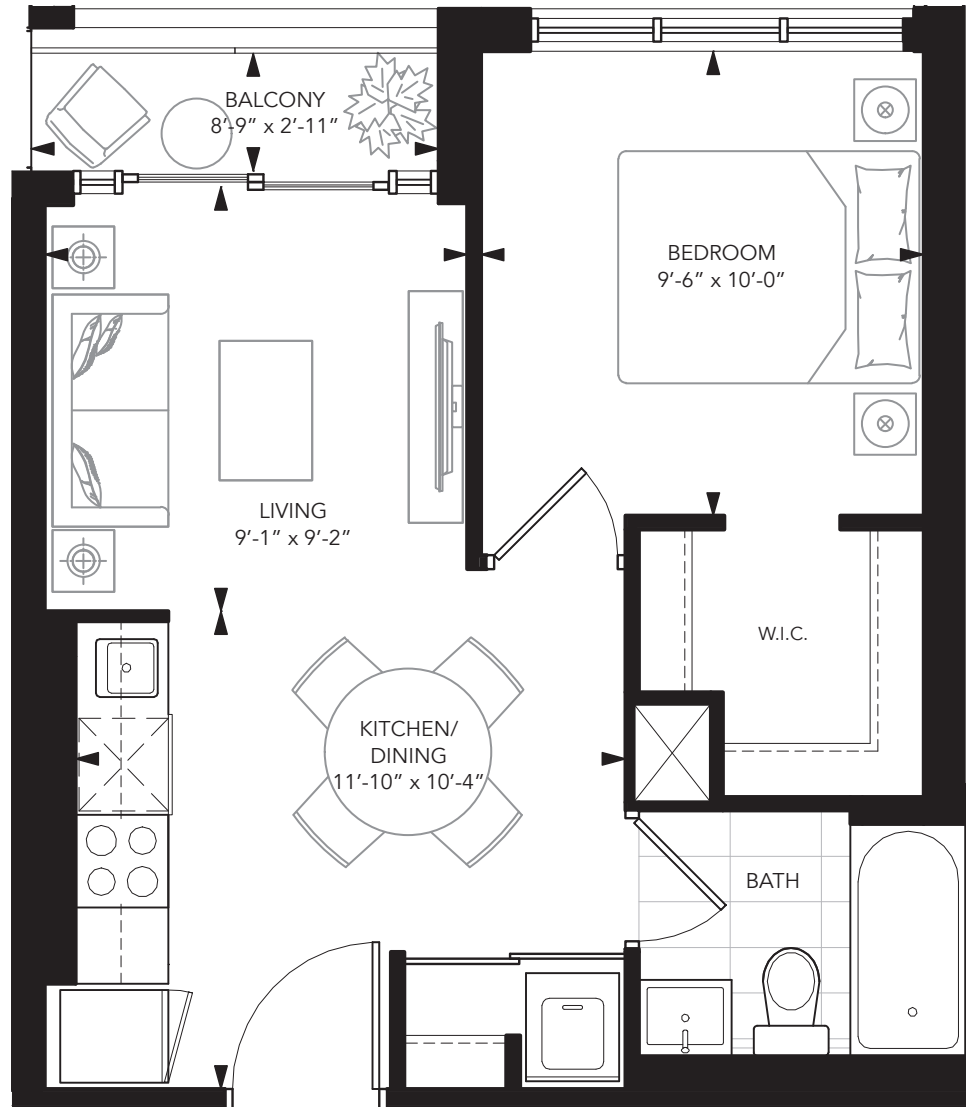 BALCONY
8’-9” x 2’-11”
BEDROOM
9’-6” x 10’-0”
LIVING
9’-1” x 9’-2”
W.I.C.
KITCHEN/
DINING
11’-10” x 10’-4”
BATH